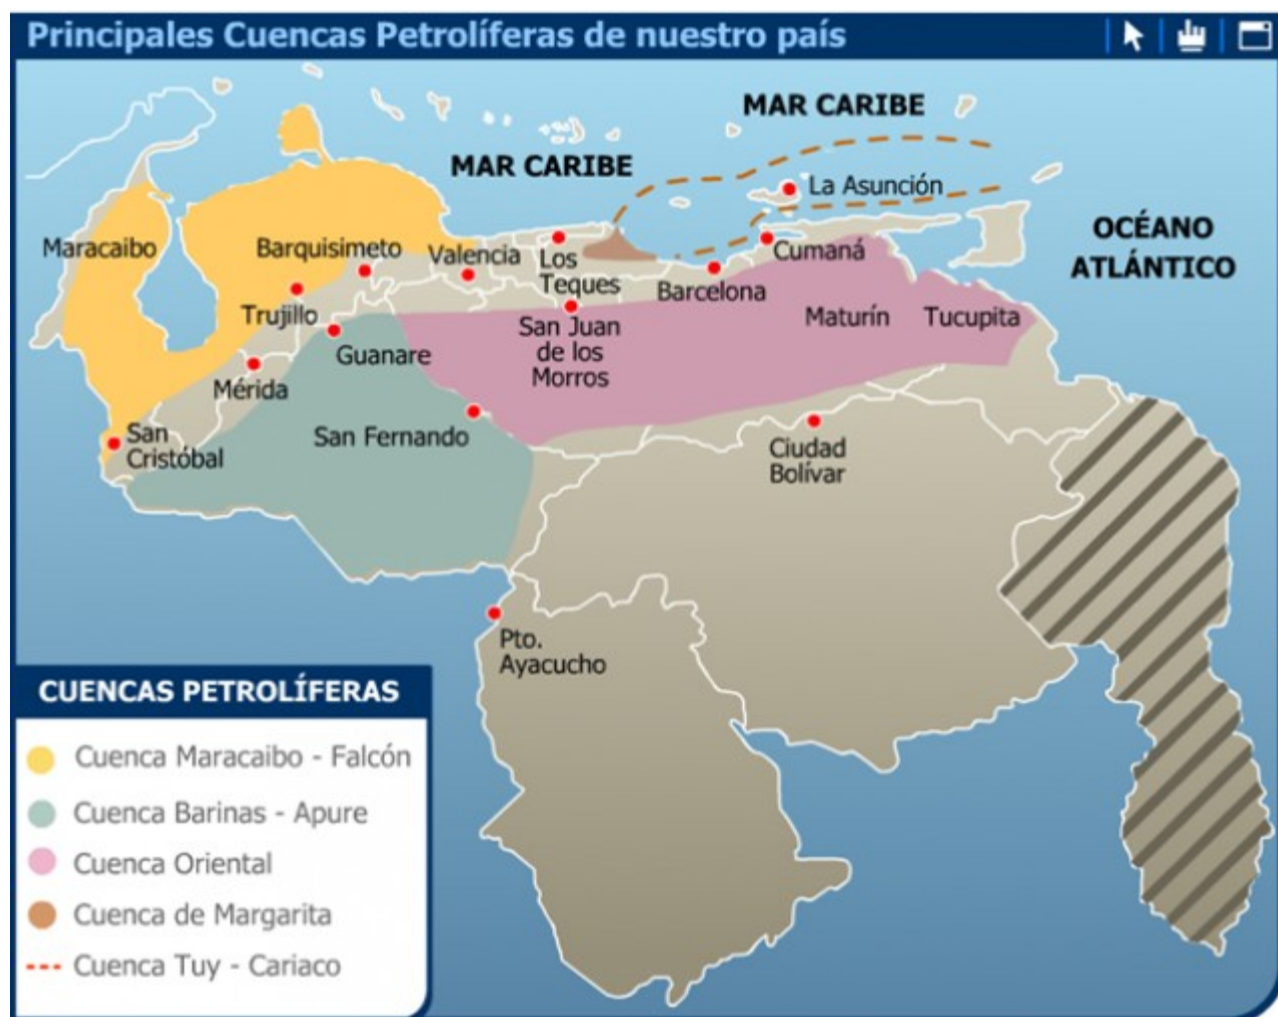 Principales Cuencas Petrolíferas de nuestro país
MAR CARIBE
MAR CARIBE
La Asunción
OCÉANO
ATLÁNTICO
Maracaibo
Barquisimeto
Valencia
Los
Teques
Cumaná
Barcelona
Trujillo
Guanare
San Juan
de los
Morros
Maturín
Tucupita
Mérida
San
Cristóbal
San Fernando
Ciudad
Bolívar
Pto.
Ayacucho
CUENCAS PETROLÍFERAS
Cuenca Maracaibo - Falcón
Cuenca Barinas - Apure
Cuenca Oriental
Cuenca de Margarita
Cuenca Tuy - Cariaco